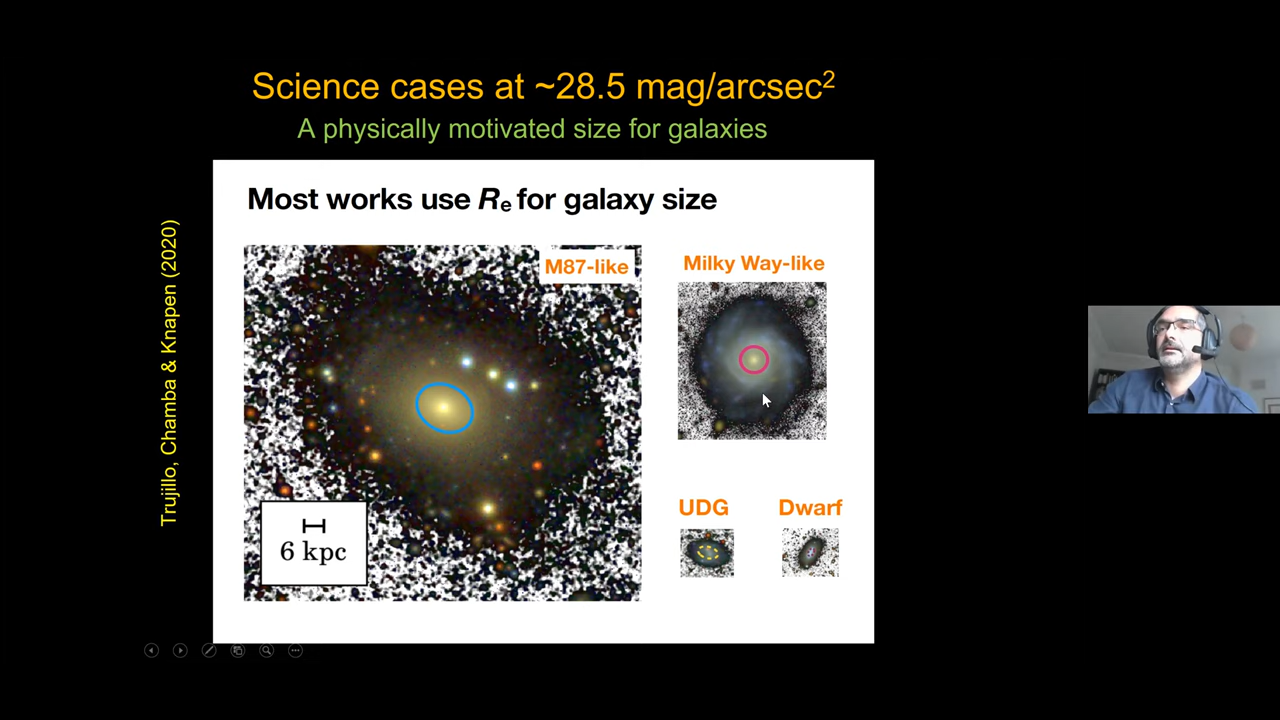 Science cases at ~28.5 mag/arcsec²
A physically motivated size for galaxies
Trujillo, Chamba & Knapen (2020)
Most works use Re for galaxy size
M87-like
Milky Way-like
6 kpc
UDG
Dwarf